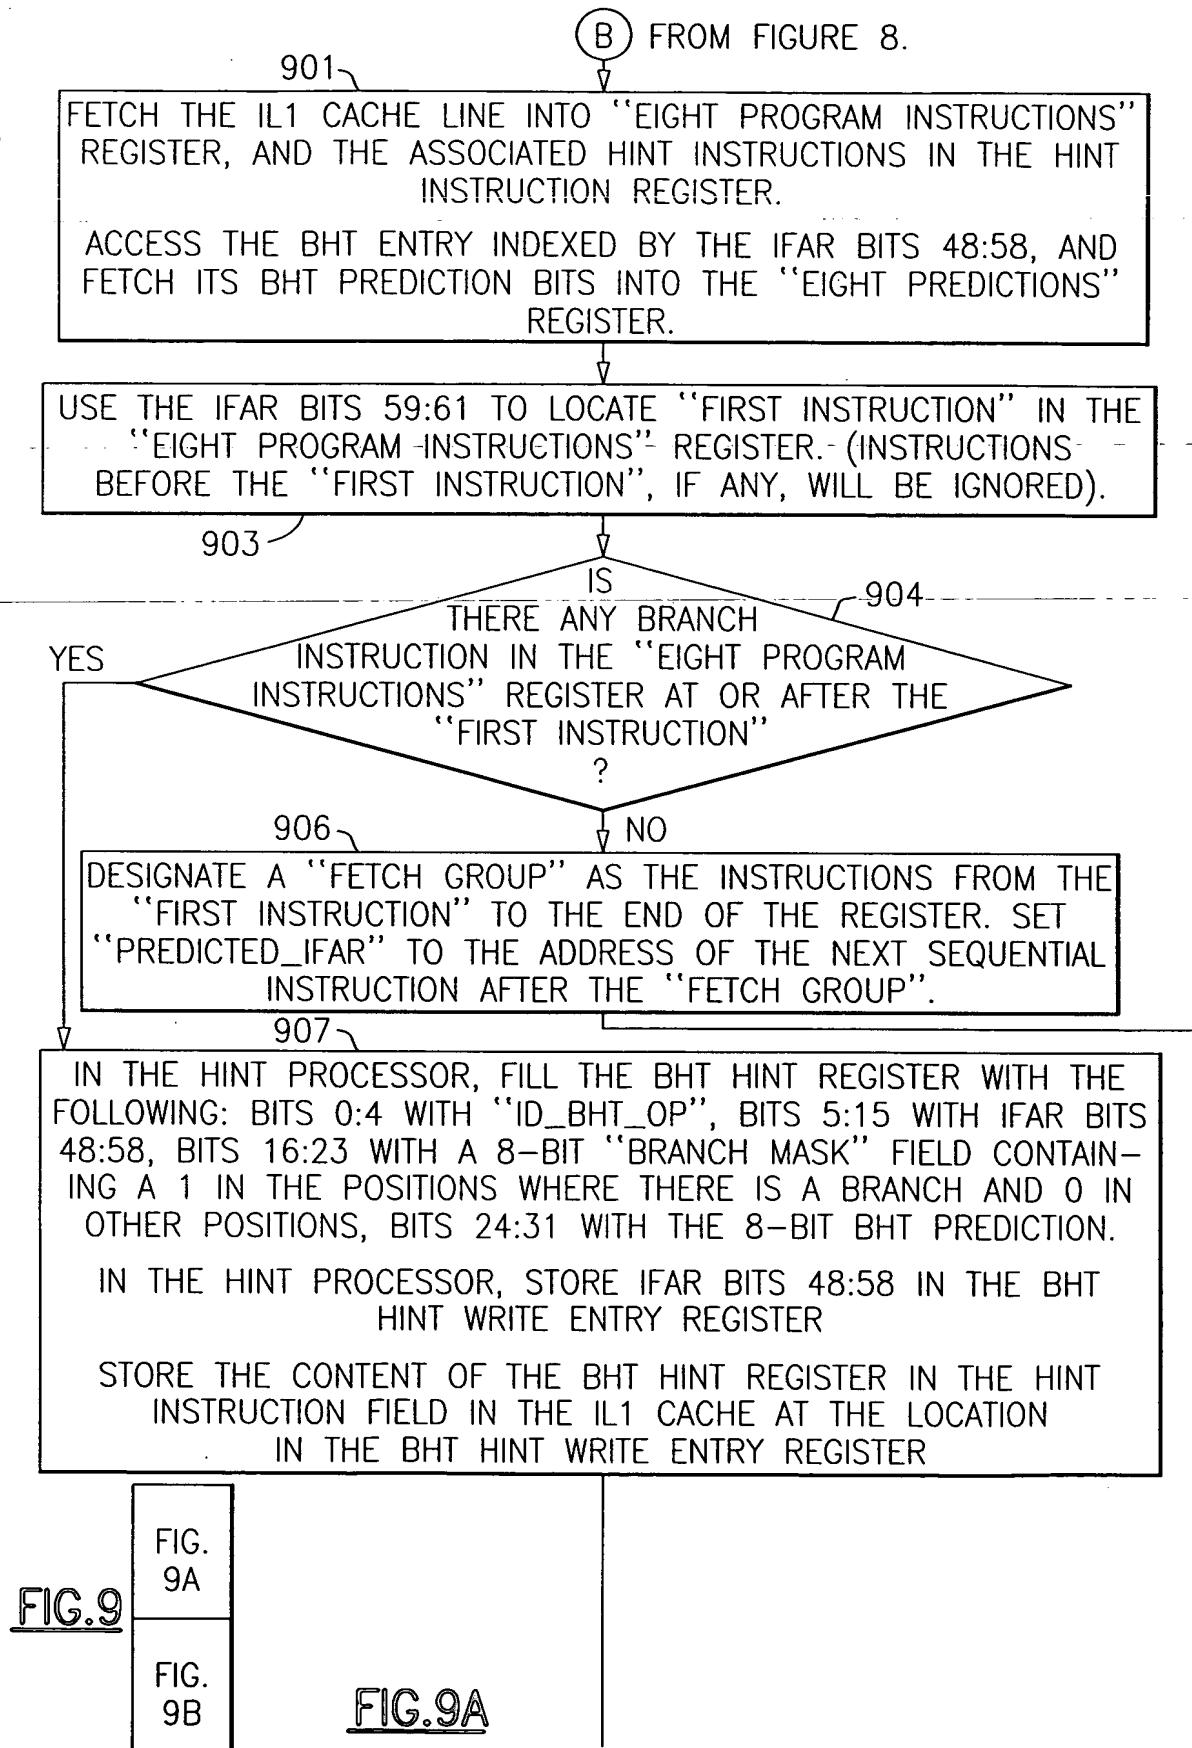 B FROM FIGURE 8.
901
FETCH THE IL1 CACHE LINE INTO "EIGHT PROGRAM INSTRUCTIONS"
REGISTER, AND THE ASSOCIATED HINT INSTRUCTIONS IN THE HINT
INSTRUCTION REGISTER.
ACCESS THE BHT ENTRY INDEXED BY THE IFAR BITS 48:58, AND
FETCH ITS BHT PREDICTION BITS INTO THE "EIGHT PREDICTIONS"
REGISTER.
USE THE IFAR BITS 59:61 TO LOCATE "FIRST INSTRUCTION" IN THE
"EIGHT PROGRAM INSTRUCTIONS" REGISTER. (INSTRUCTIONS
BEFORE THE "FIRST INSTRUCTION", IF ANY, WILL BE IGNORED).
903
IS
904
THERE ANY BRANCH
YES
INSTRUCTION IN THE "EIGHT PROGRAM
INSTRUCTIONS" REGISTER AT OR AFTER THE
"FIRST INSTRUCTION"
?
906
NO
DESIGNATE A "FETCH GROUP" AS THE INSTRUCTIONS FROM THE
"FIRST INSTRUCTION" TO THE END OF THE REGISTER. SET
"PREDICTED_IFAR" TO THE ADDRESS OF THE NEXT SEQUENTIAL
INSTRUCTION AFTER THE "FETCH GROUP".
907
IN THE HINT PROCESSOR, FILL THE BHT HINT REGISTER WITH THE
FOLLOWING: BITS 0:4 WITH "ID_BHT_OP", BITS 5:15 WITH IFAR BITS
48:58, BITS 16:23 WITH A 8-BIT "BRANCH MASK" FIELD CONTAIN-
ING A 1 IN THE POSITIONS WHERE THERE IS A BRANCH AND 0 IN
OTHER POSITIONS, BITS 24:31 WITH THE 8-BIT BHT PREDICTION.
IN THE HINT PROCESSOR, STORE IFAR BITS 48:58 IN THE BHT
HINT WRITE ENTRY REGISTER
STORE THE CONTENT OF THE BHT HINT REGISTER IN THE HINT
INSTRUCTION FIELD IN THE IL1 CACHE AT THE LOCATION
IN THE BHT HINT WRITE ENTRY REGISTER
FIG.
9A
FIG.9
FIG.
9B
FIG.9A